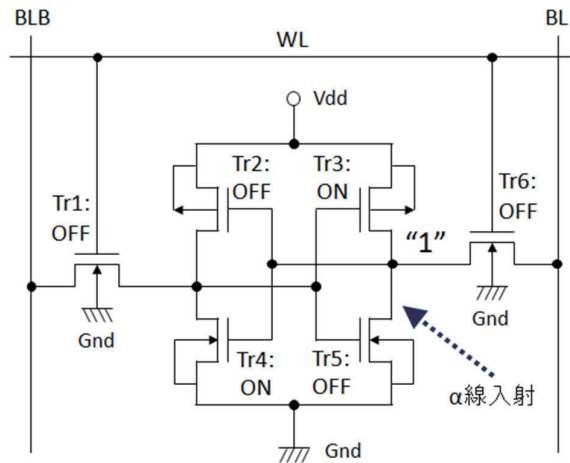 BLB
BL
WL
Vdd
Tr2:
OFF
Tr3:
ON
Tr6:
OFF
Tr1:
OFF
“1”
Gnd
Gnd
Tr4:
ON
Tr5:
OFF
α線入射
Gnd